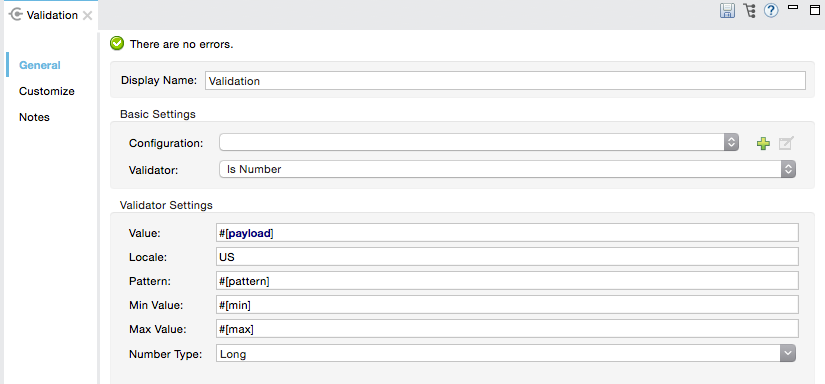 Validation
There are no errors.
General
Customize
Notes
Display Name: Validation
Basic Settings
Configuration:
Validator: Is Number
Validator Settings
Value: #[payload]
Locale: US
Pattern: #[pattern]
Min Value: #[min]
Max Value: #[max]
Number Type: Long